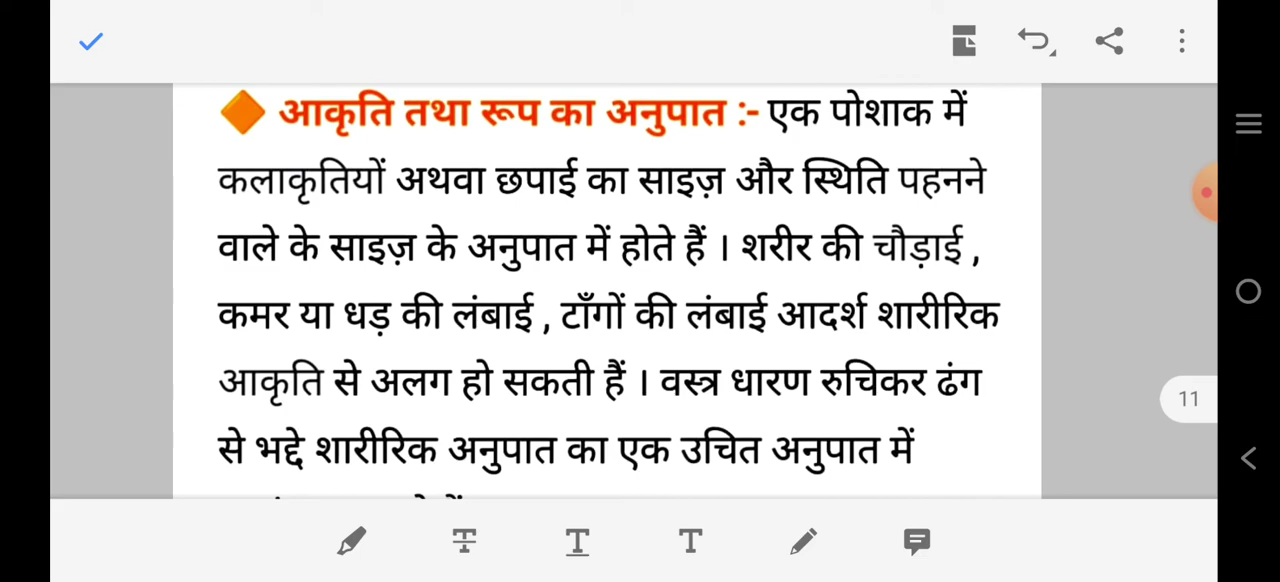 आकृति तथा रूप का अनुपात :- एक पोशाक में
कलाकृतियों अथवा छपाई का साइज़ और स्थिति पहनने
वाले के साइज़ के अनुपात में होते हैं । शरीर की चौड़ाई ,
कमर या धड़ की लंबाई , टाँगों की लंबाई आदर्श शारीरिक
आकृति से अलग हो सकती हैं । वस्त्र धारण रुचिकर ढंग
11
से भद्दे शारीरिक अनुपात का एक उचित अनुपात में